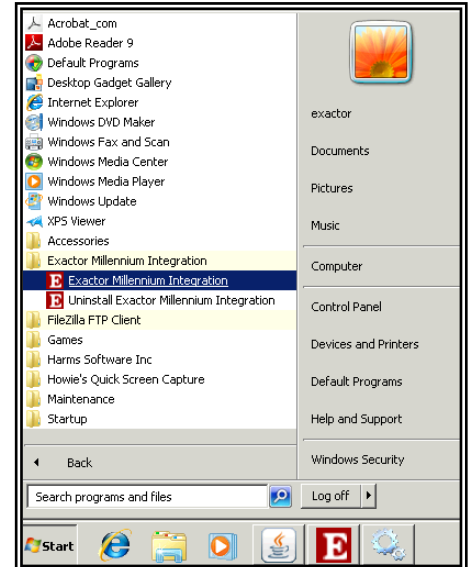 Acrobat_com
Adobe Reader 9
Default Programs
Desktop Gadget Gallery
Internet Explorer
Windows DVD Maker
Windows Fax and Scan
Windows Media Center
Windows Media Player
Windows Update
XPS Viewer
Accessories
Exactor Millennium Integration
E Exactor Millennium Integration
E Uninstall Exactor Millennium Integration
FileZilla FTP Client
Games
Harms Software Inc
Howie's Quick Screen Capture
Maintenance
Startup
Back
Search programs and files
exactor
Documents
Pictures
Music
Computer
Control Panel
Devices and Printers
Default Programs
Help and Support
Windows Security
Log off
Start
E